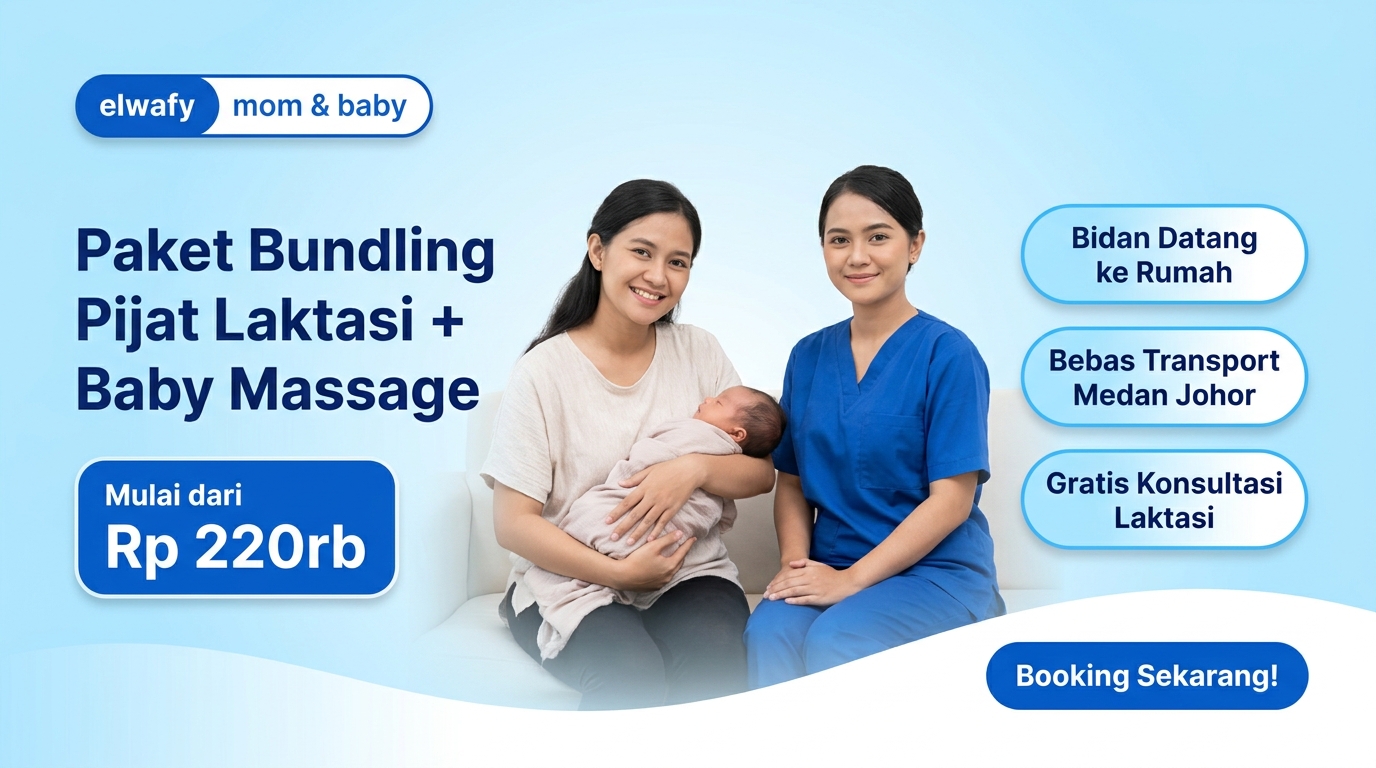 elwafy mom & baby
Paket Bundling
Pijat Laktasi +
Baby Massage
Mulai dari
Rp 220rb
Bidan Datang
ke Rumah
Bebas Transport
Medan Johor
Gratis Konsultasi
Laktasi
Booking Sekarang!